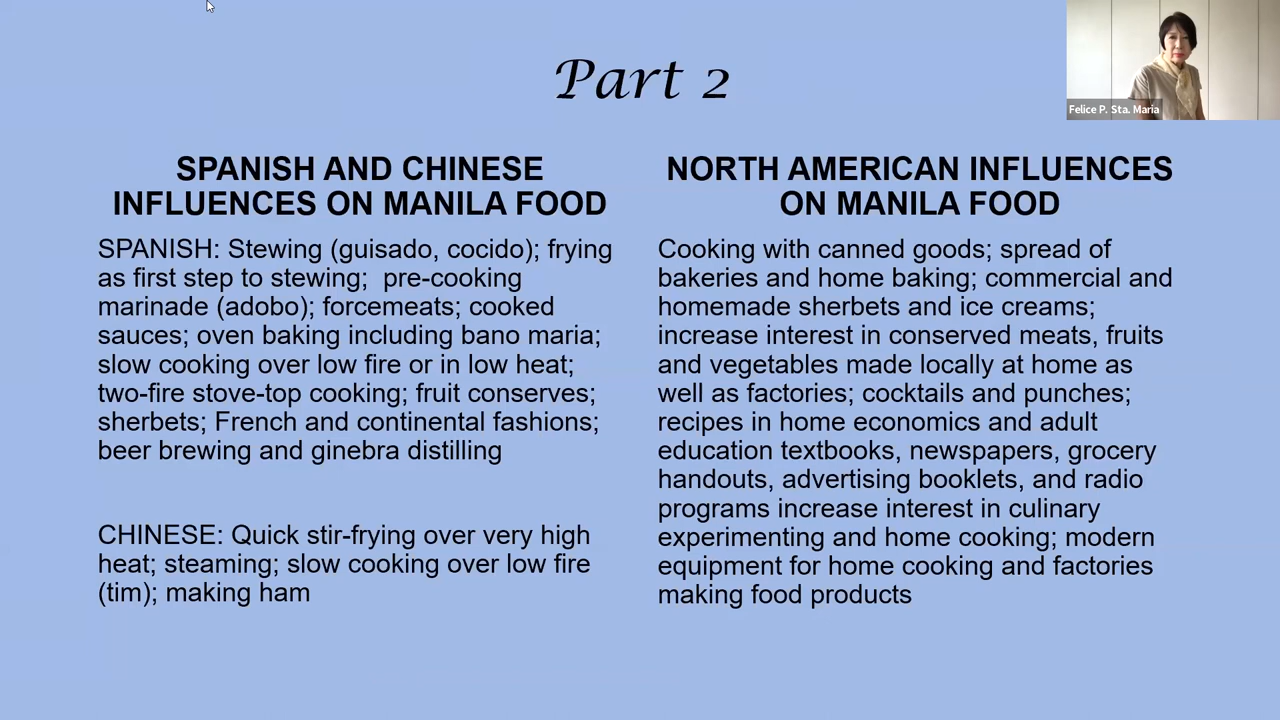 Part 2
Felice P. Sta. Maria
SPANISH AND CHINESE
INFLUENCES ON MANILA FOOD
SPANISH: Stewing (guisado, cocido); frying
as first step to stewing;  pre-cooking
marinade (adobo); forcemeats; cooked
sauces; oven baking including bano maria;
slow cooking over low fire or in low heat;
two-fire stove-top cooking; fruit conserves;
sherbets; French and continental fashions;
beer brewing and ginebra distilling
CHINESE: Quick stir-frying over very high
heat; steaming; slow cooking over low fire
(tim); making ham
NORTH AMERICAN INFLUENCES
ON MANILA FOOD
Cooking with canned goods; spread of
bakeries and home baking; commercial and
homemade sherbets and ice creams;
increase interest in conserved meats, fruits
and vegetables made locally at home as
well as factories; cocktails and punches;
recipes in home economics and adult
education textbooks, newspapers, grocery
handouts, advertising booklets, and radio
programs increase interest in culinary
experimenting and home cooking; modern
equipment for home cooking and factories
making food products